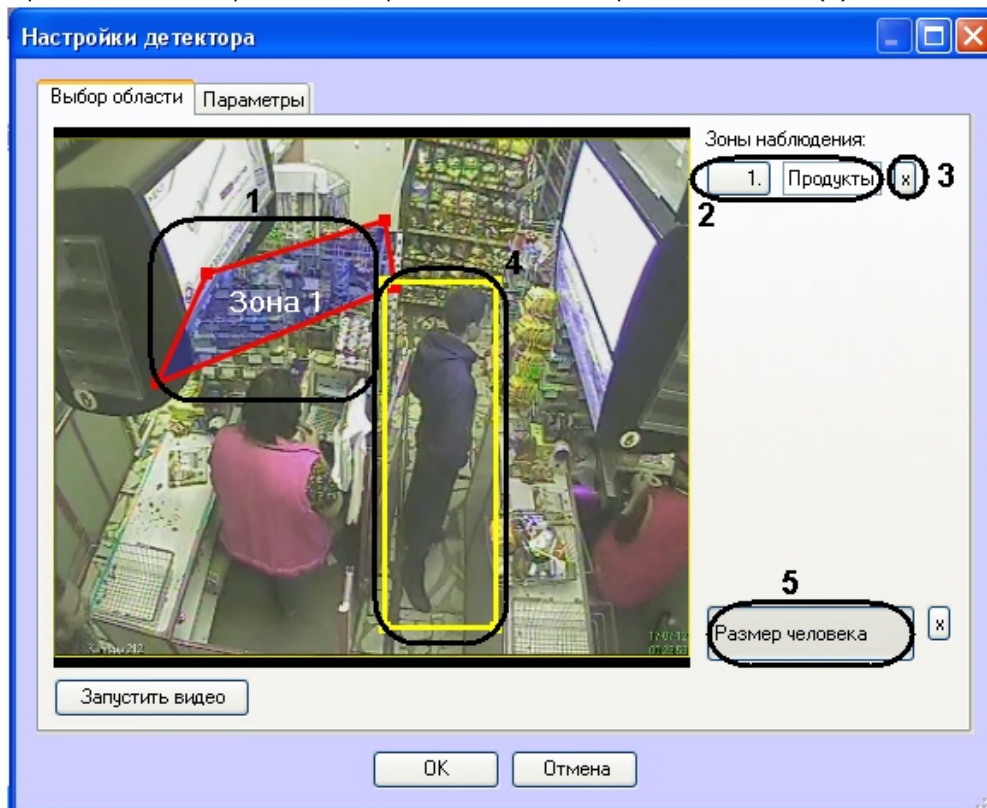 Настройки детектора
Выбор области
Параметры
Зоны наблюдения:
1. Продукты x 3
2
1
Зона 1
4
5
Размер человека x
Запустить видео
OK
Отмена